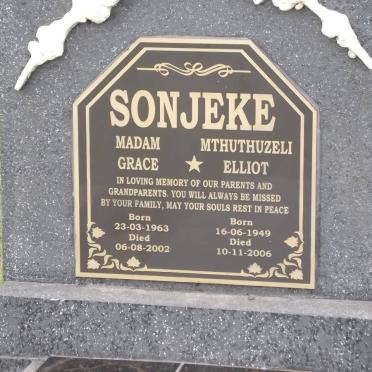 SONJEKE
MADAM MTHUTHUZELI
GRACE ★ ELLIOT
IN LOVING MEMORY OF OUR PARENTS AND
GRANDPARENTS. YOU WILL ALWAYS BE MISSED
BY YOUR FAMILY, MAY YOUR SOULS REST IN PEACE
Born Born
23-03-1963 16-06-1949
Died Died
06-08-2002 10-11-2006